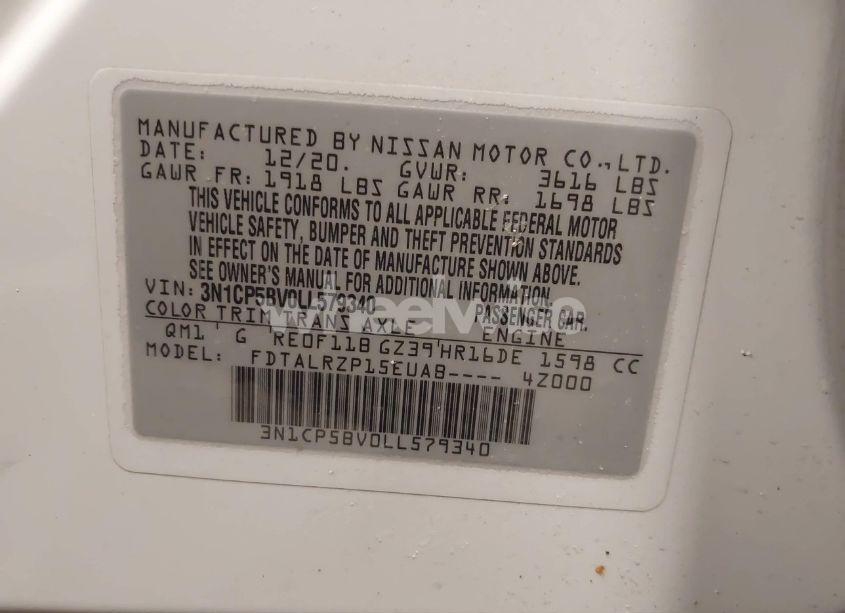 MANUFACTURED BY NISSAN MOTOR CO., LTD.
DATE: 12/20. GVWR: 3616 LBS
GAWR FR: 1918 LBS GAWR RR: 1698 LBS
THIS VEHICLE CONFORMS TO ALL APPLICABLE FEDERAL MOTOR
VEHICLE SAFETY, BUMPER AND THEFT PREVENTION STANDARDS
IN EFFECT ON THE DATE OF MANUFACTURE SHOWN ABOVE.
SEE OWNER'S MANUAL FOR ADDITIONAL INFORMATION.
VIN: 3N1CP5BV0LL579340 PASSENGER CAR.
COLOR TRIM TRANS AXLE ENGINE
QM1 ' G RE0F11B GZ39'HR16DE 1598 CC
MODEL: FDTALRZP15EUAB---- 4Z000
3N1CP5BV0LL579340